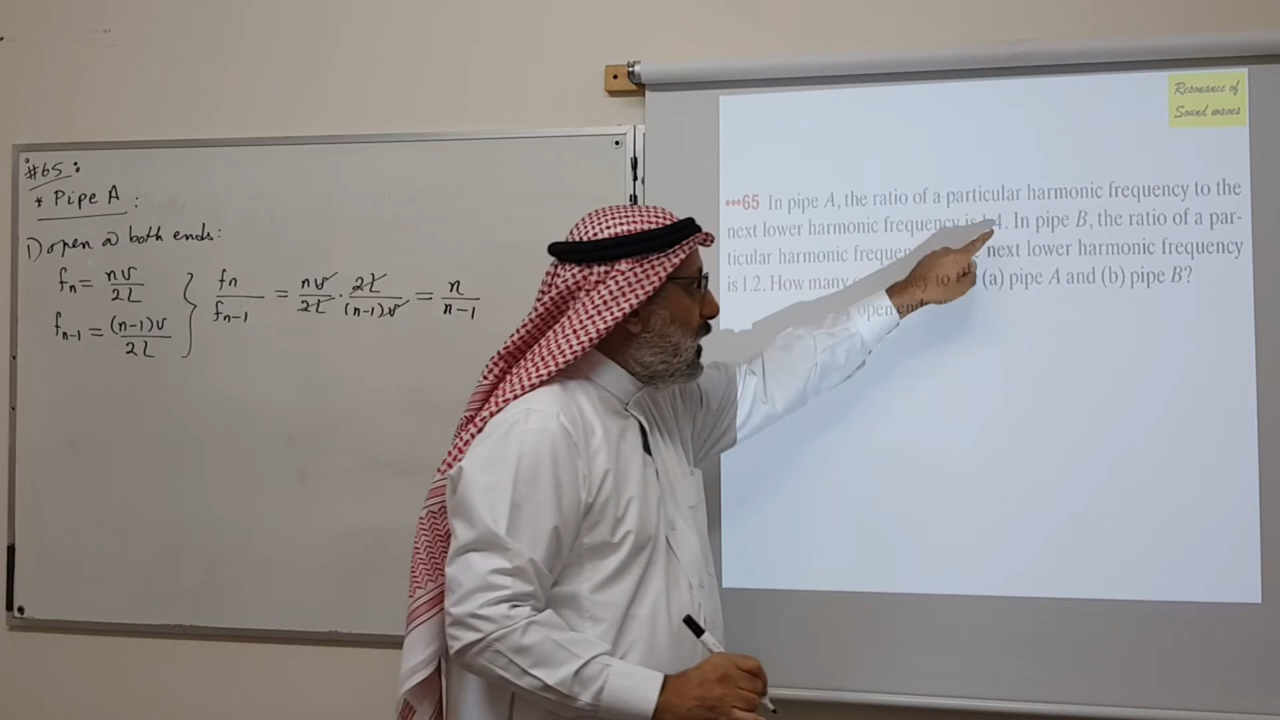 #65:
* Pipe A:
1) open @ both ends:
fn = nv/2L
fn-1 = (n-1)v/2L
fn/fn-1 = nv/2L · 2L/(n-1)v = n/n-1
Resonance of
Sound waves
•••65 In pipe A, the ratio of a particular harmonic frequency to the
next lower harmonic frequency is 4. In pipe B, the ratio of a par-
ticular harmonic next lower harmonic frequency
is 1.2. How many (a) pipe A and (b) pipe B?
open